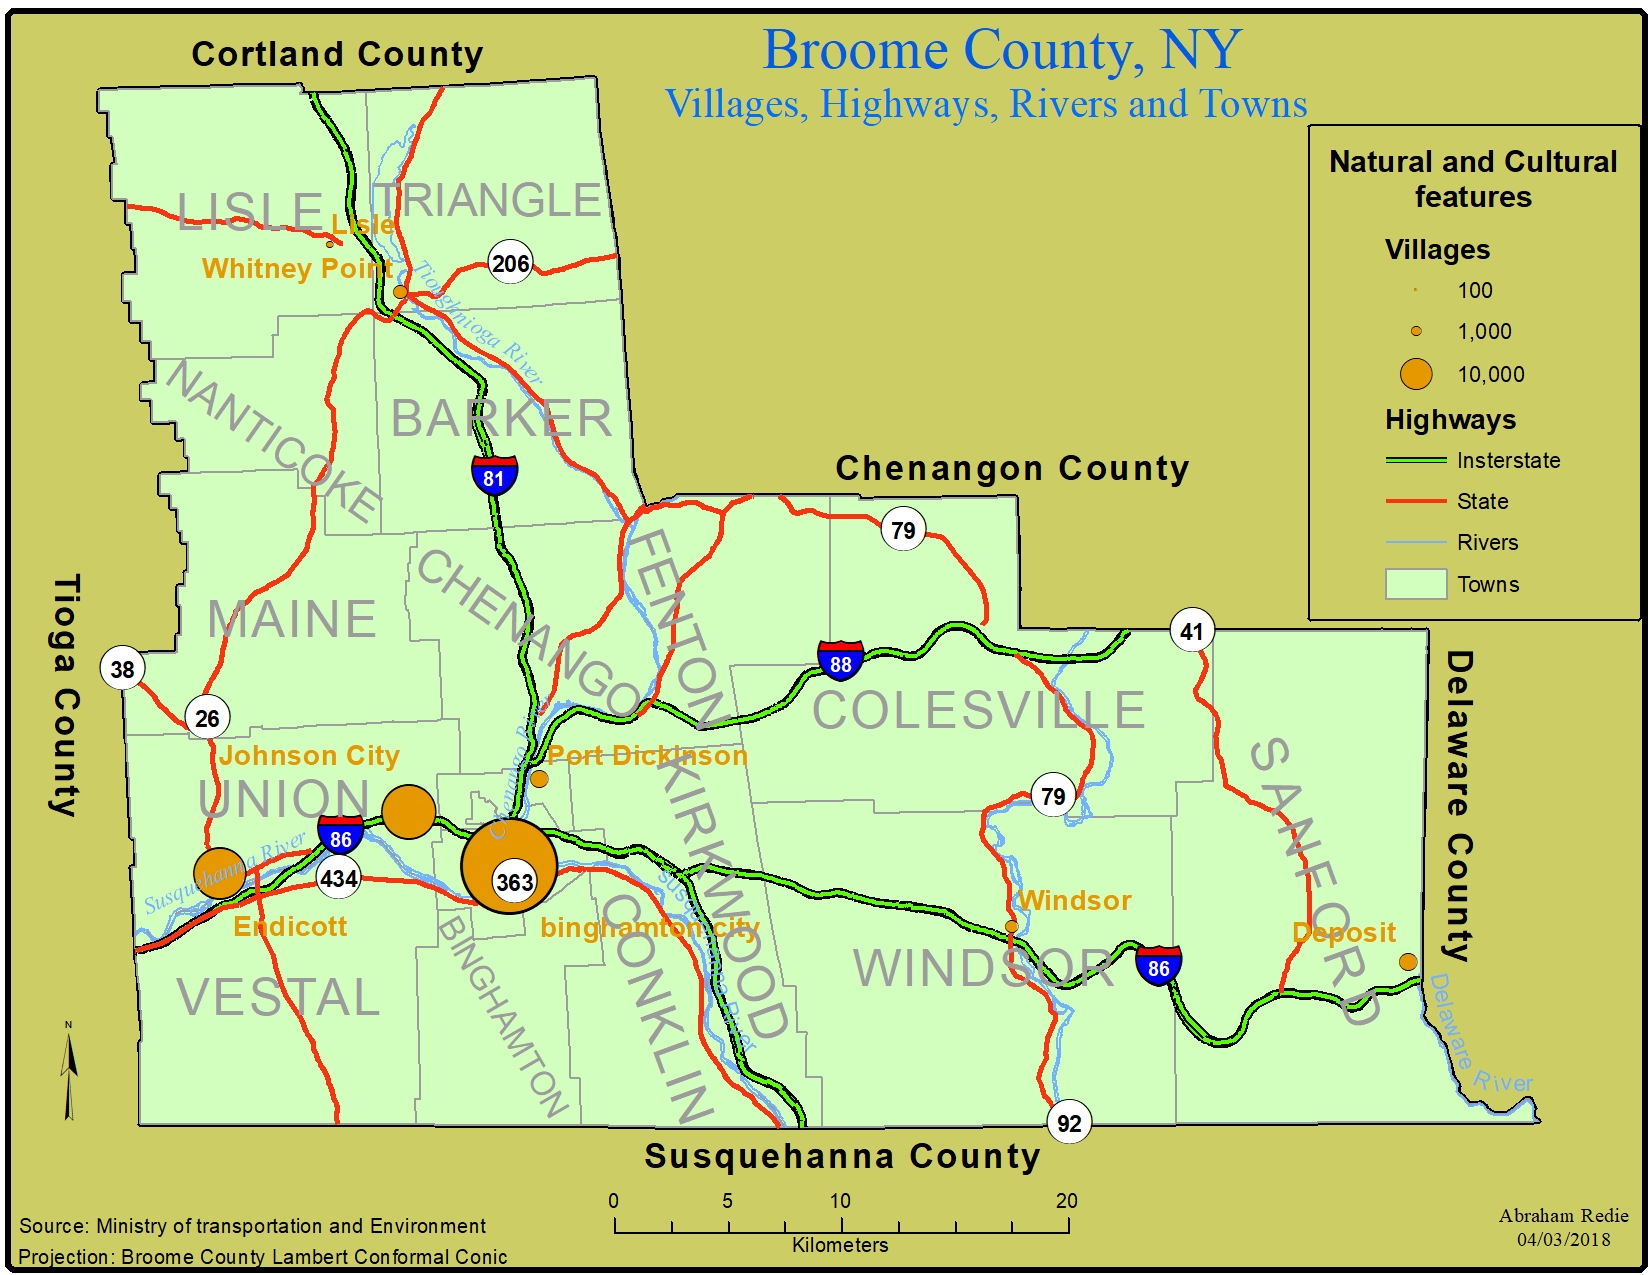 Cortland County
Broome County, NY
Villages, Highways, Rivers and Towns
Natural and Cultural
features
Villages
100
1,000
10,000
Highways
Insterstate
State
Rivers
Towns
LISLE
TRIANGLE
Lisle
Whitney Point
206
Tioughnioga River
NANTICOKE
BARKER
81
Chenangon County
79
FENTON
CHENANGO
MAINE
Tioga County
38
26
88
41
COLESVILLE
Delaware County
Johnson City
Port Dickinson
Chenango River
UNION
KIRKWOOD
79
SANFORD
86
Susquehanna River
434
363
Susquehanna River
Endicott
binghamton city
Windsor
Deposit
BINGHAMTON
CONKLIN
WINDSOR
86
VESTAL
Delaware River
N
92
Susquehanna County
0 5 10 20
Kilometers
Source: Ministry of transportation and Environment
Projection: Broome County Lambert Conformal Conic
Abraham Redie
04/03/2018